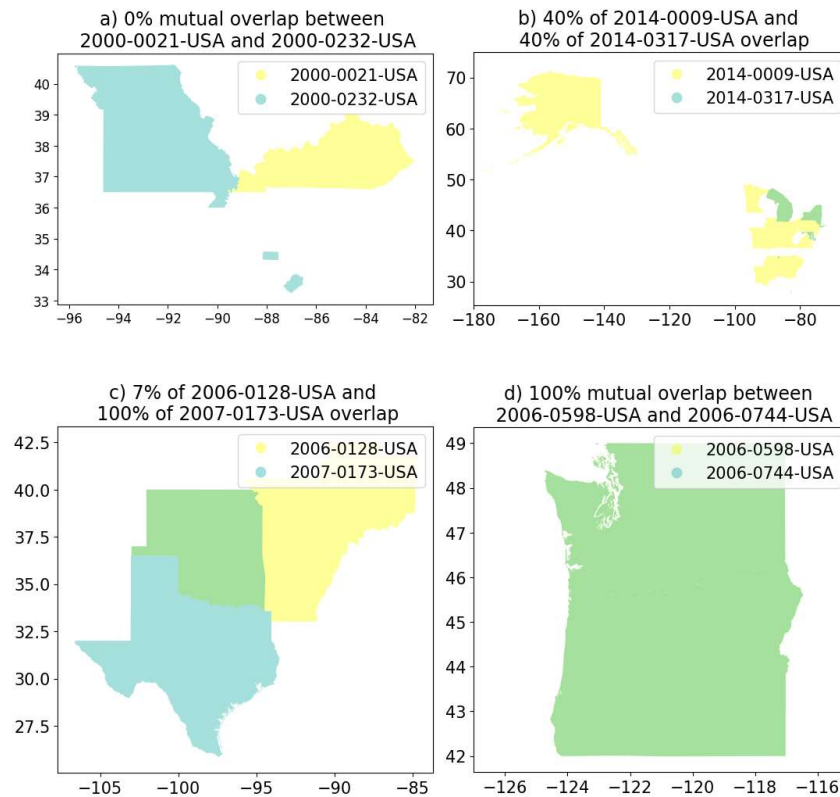 a) 0% mutual overlap between
2000-0021-USA and 2000-0232-USA
2000-0021-USA
2000-0232-USA
40
39
38
37
36
35
34
33
−96 −94 −92 −90 −88 −86 −84 −82
b) 40% of 2014-0009-USA and
40% of 2014-0317-USA overlap
2014-0009-USA
2014-0317-USA
70
60
50
40
30
−180 −160 −140 −120 −100 −80
c) 7% of 2006-0128-USA and
100% of 2007-0173-USA overlap
2006-0128-USA
2007-0173-USA
42.5
40.0
37.5
35.0
32.5
30.0
27.5
−105 −100 −95 −90 −85
d) 100% mutual overlap between
2006-0598-USA and 2006-0744-USA
2006-0598-USA
2006-0744-USA
49
48
47
46
45
44
43
42
−126 −124 −122 −120 −118 −116